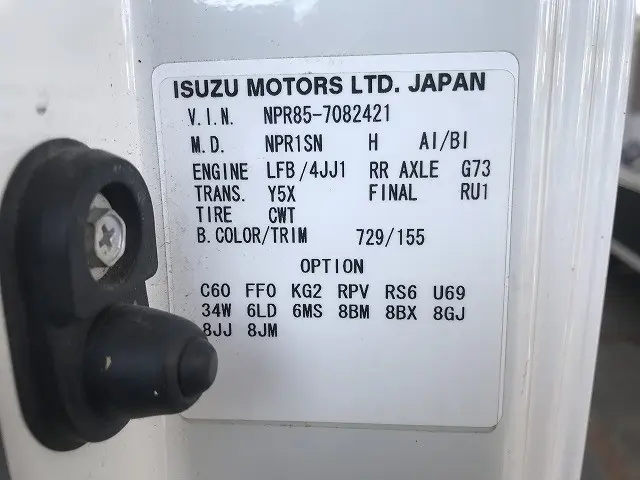 ISUZU MOTORS LTD. JAPAN
V.I.N. NPR85-7082421
M.D. NPR1SN H AI/BI
ENGINE LFB/4JJ1 RR AXLE G73
TRANS. Y5X FINAL RU1
TIRE CWT
B.COLOR/TRIM 729/155
OPTION
C60 FF0 KG2 RPV RS6 U69
34W 6LD 6MS 8BM 8BX 8GJ
8JJ 8JM